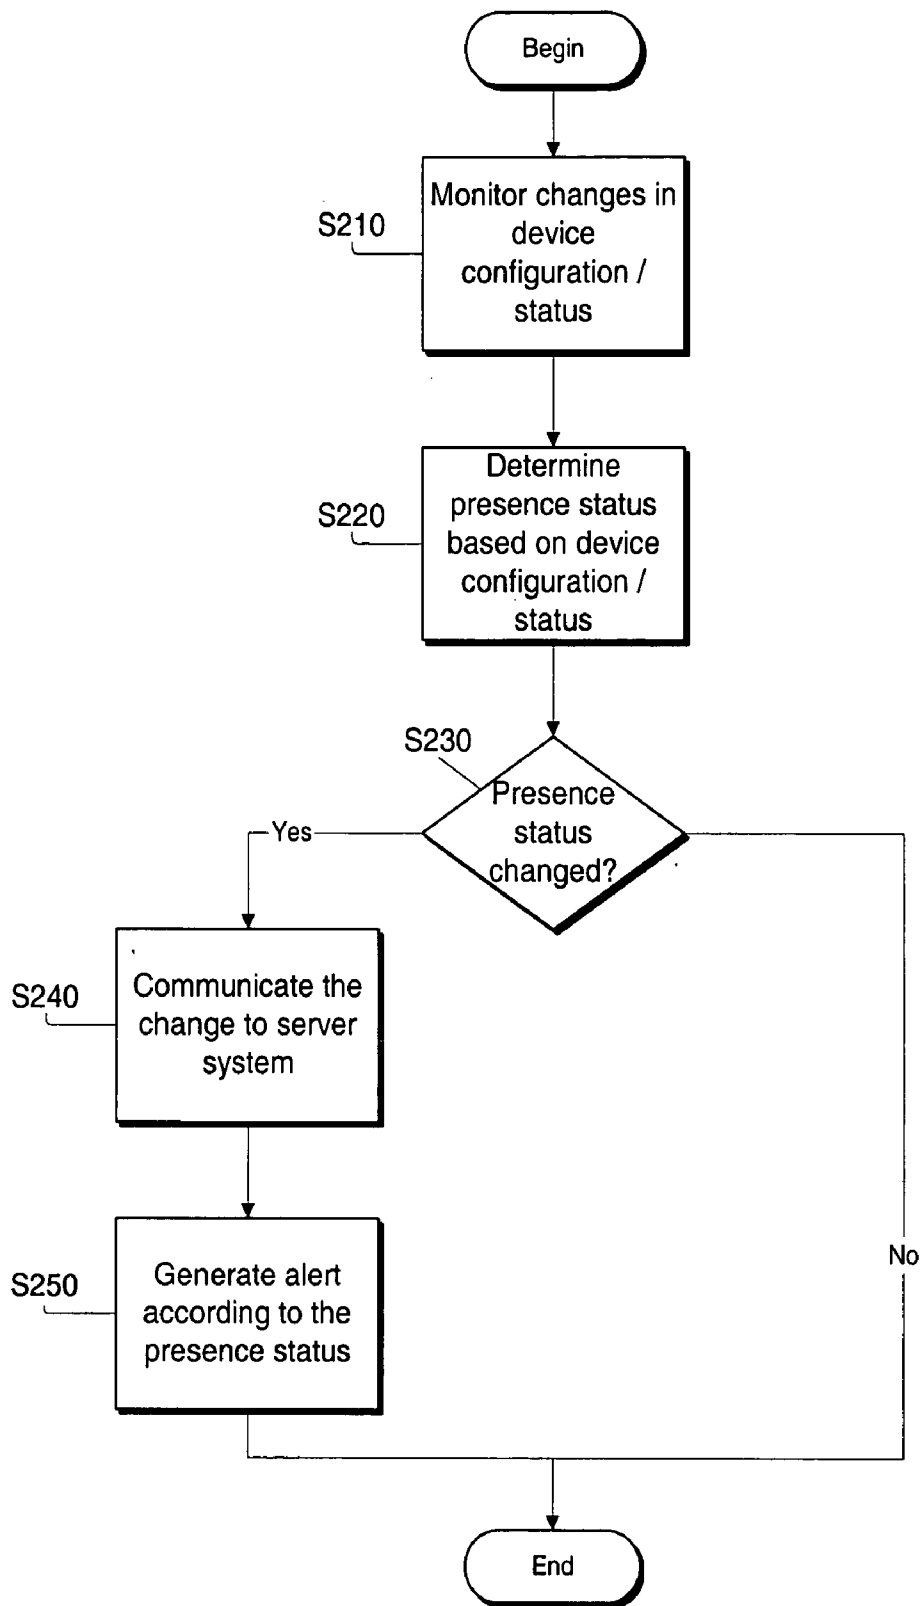 Begin
S210
Monitor changes in
device
configuration /
status
S220
Determine
presence status
based on device
configuration /
status
S230
Presence
status
changed?
Yes
S240
Communicate the
change to server
system
S250
Generate alert
according to the
presence status
No
End